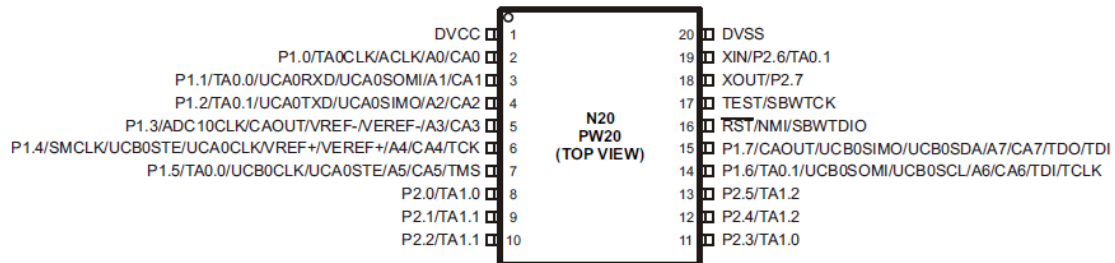 DVCC 1 20 DVSS
P1.0/TA0CLK/ACLK/A0/CA0 2 19 XIN/P2.6/TA0.1
P1.1/TA0.0/UCA0RXD/UCA0SOMI/A1/CA1 3 18 XOUT/P2.7
P1.2/TA0.1/UCA0TXD/UCA0SIMO/A2/CA2 4 17 TEST/SBWTCK
P1.3/ADC10CLK/CAOUT/VREF-/VEREF-/A3/CA3 5 N20 16 RST/NMI/SBWTDIO
PW20
P1.4/SMCLK/UCB0STE/UCA0CLK/VREF+/VEREF+/A4/CA4/TCK 6 (TOP VIEW) 15 P1.7/CAOUT/UCB0SIMO/UCB0SDA/A7/CA7/TDO/TDI
P1.5/TA0.0/UCB0CLK/UCA0STE/A5/CA5/TMS 7 14 P1.6/TA0.1/UCB0SOMI/UCB0SCL/A6/CA6/TDI/TCLK
P2.0/TA1.0 8 13 P2.5/TA1.2
P2.1/TA1.1 9 12 P2.4/TA1.2
P2.2/TA1.1 10 11 P2.3/TA1.0